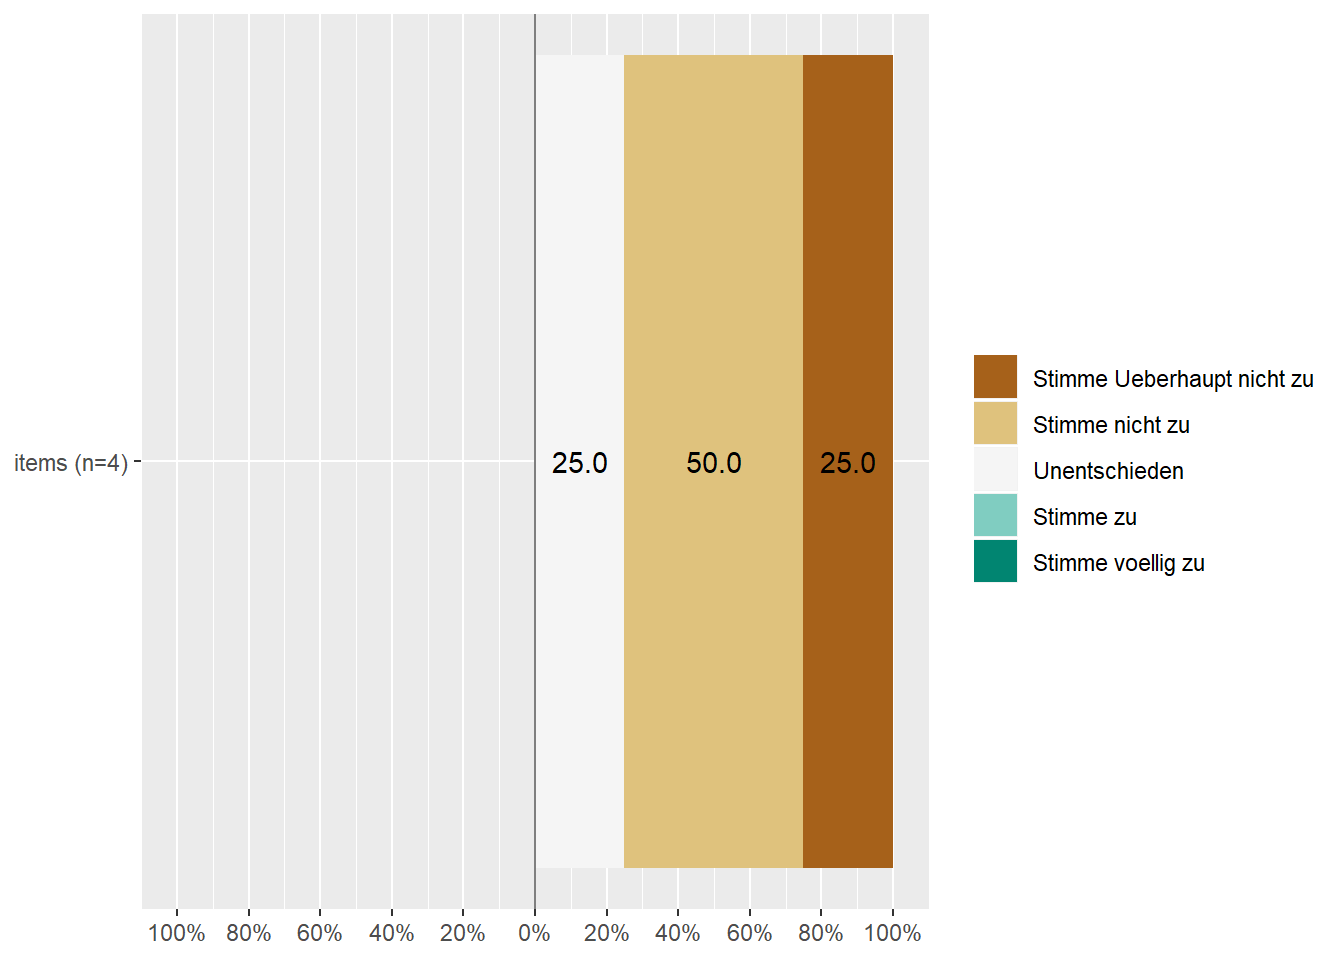 items (n=4)
25.0 50.0 25.0
100% 80% 60% 40% 20% 0% 20% 40% 60% 80% 100%
Stimme Ueberhaupt nicht zu
Stimme nicht zu
Unentschieden
Stimme zu
Stimme voellig zu